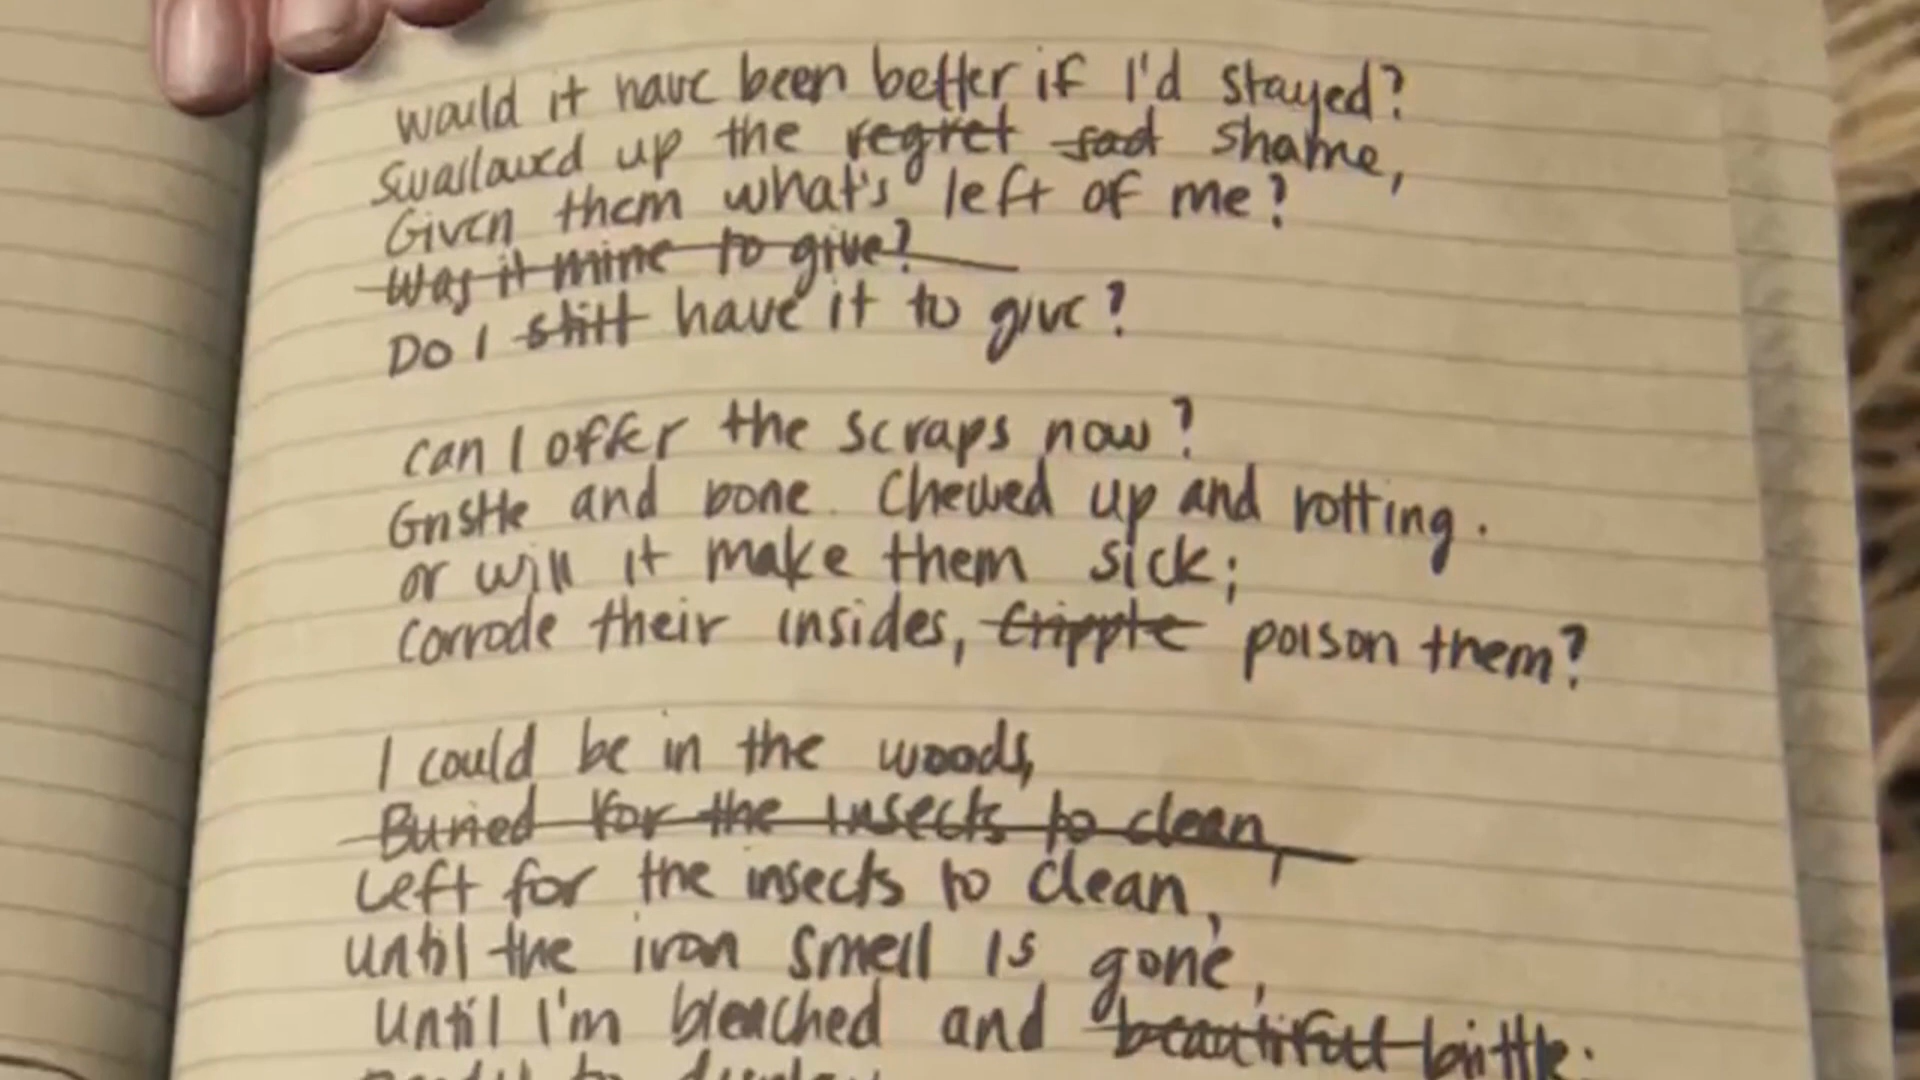 would it have been better if I'd stayed?
Swallowed up the regret sad shame,
Given them what's left of me?
Was it mine to give?
Do I still have it to give?
can I offer the scraps now?
Gristle and bone. Chewed up and rotting.
or will it make them sick;
corrode their insides, cripple poison them?
I could be in the woods,
Buried for the insects to clean,
Left for the insects to clean,
until the iron smell is gone,
until I'm bleached and beautiful brittle.